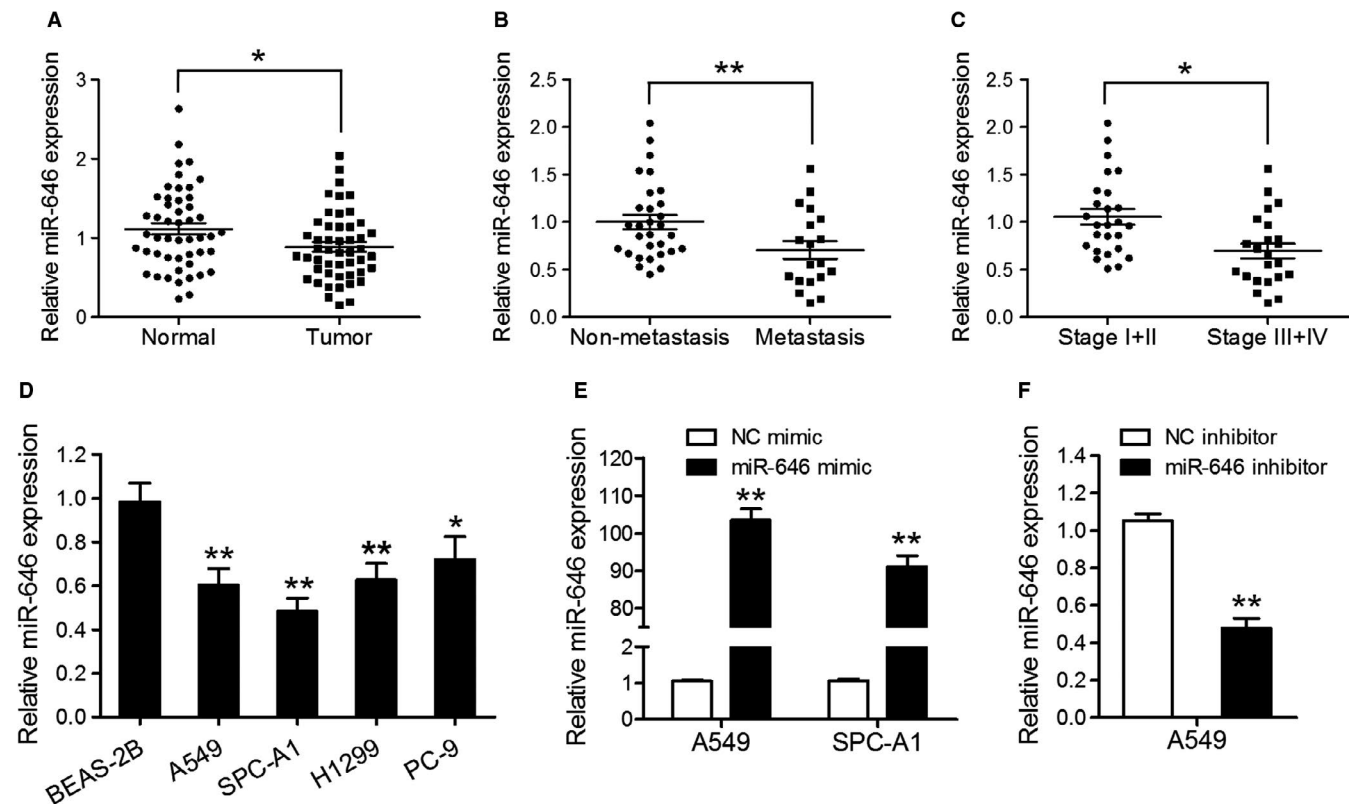 A
Relative miR-646 expression
3
2
1
0
*
Normal
Tumor
B
Relative miR-646 expression
2.5
2.0
1.5
1.0
0.5
0.0
**
Non-metastasis
Metastasis
C
Relative miR-646 expression
2.5
2.0
1.5
1.0
0.5
0.0
*
Stage I+II
Stage III+IV
D
Relative miR-646 expression
1.2
1.0
0.8
0.6
0.4
0.2
0.0
**
**
**
*
BEAS-2B
A549
SPC-A1
H1299
PC-9
E
NC mimic
miR-646 mimic
Relative miR-646 expression
120
110
100
90
80
2
1
0
**
**
A549
SPC-A1
F
NC inhibitor
miR-646 inhibitor
Relative miR-646 expression
1.4
1.2
1.0
0.8
0.6
0.4
0.2
0.0
**
A549